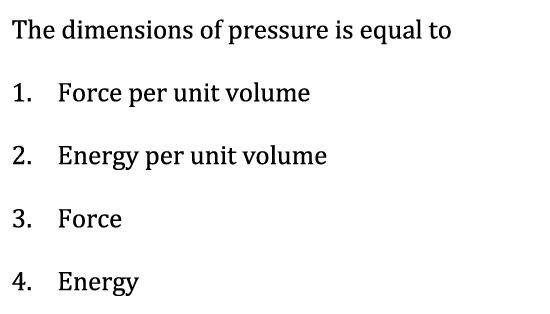 The dimensions of pressure is equal to
1. Force per unit volume
2. Energy per unit volume
3. Force
4. Energy